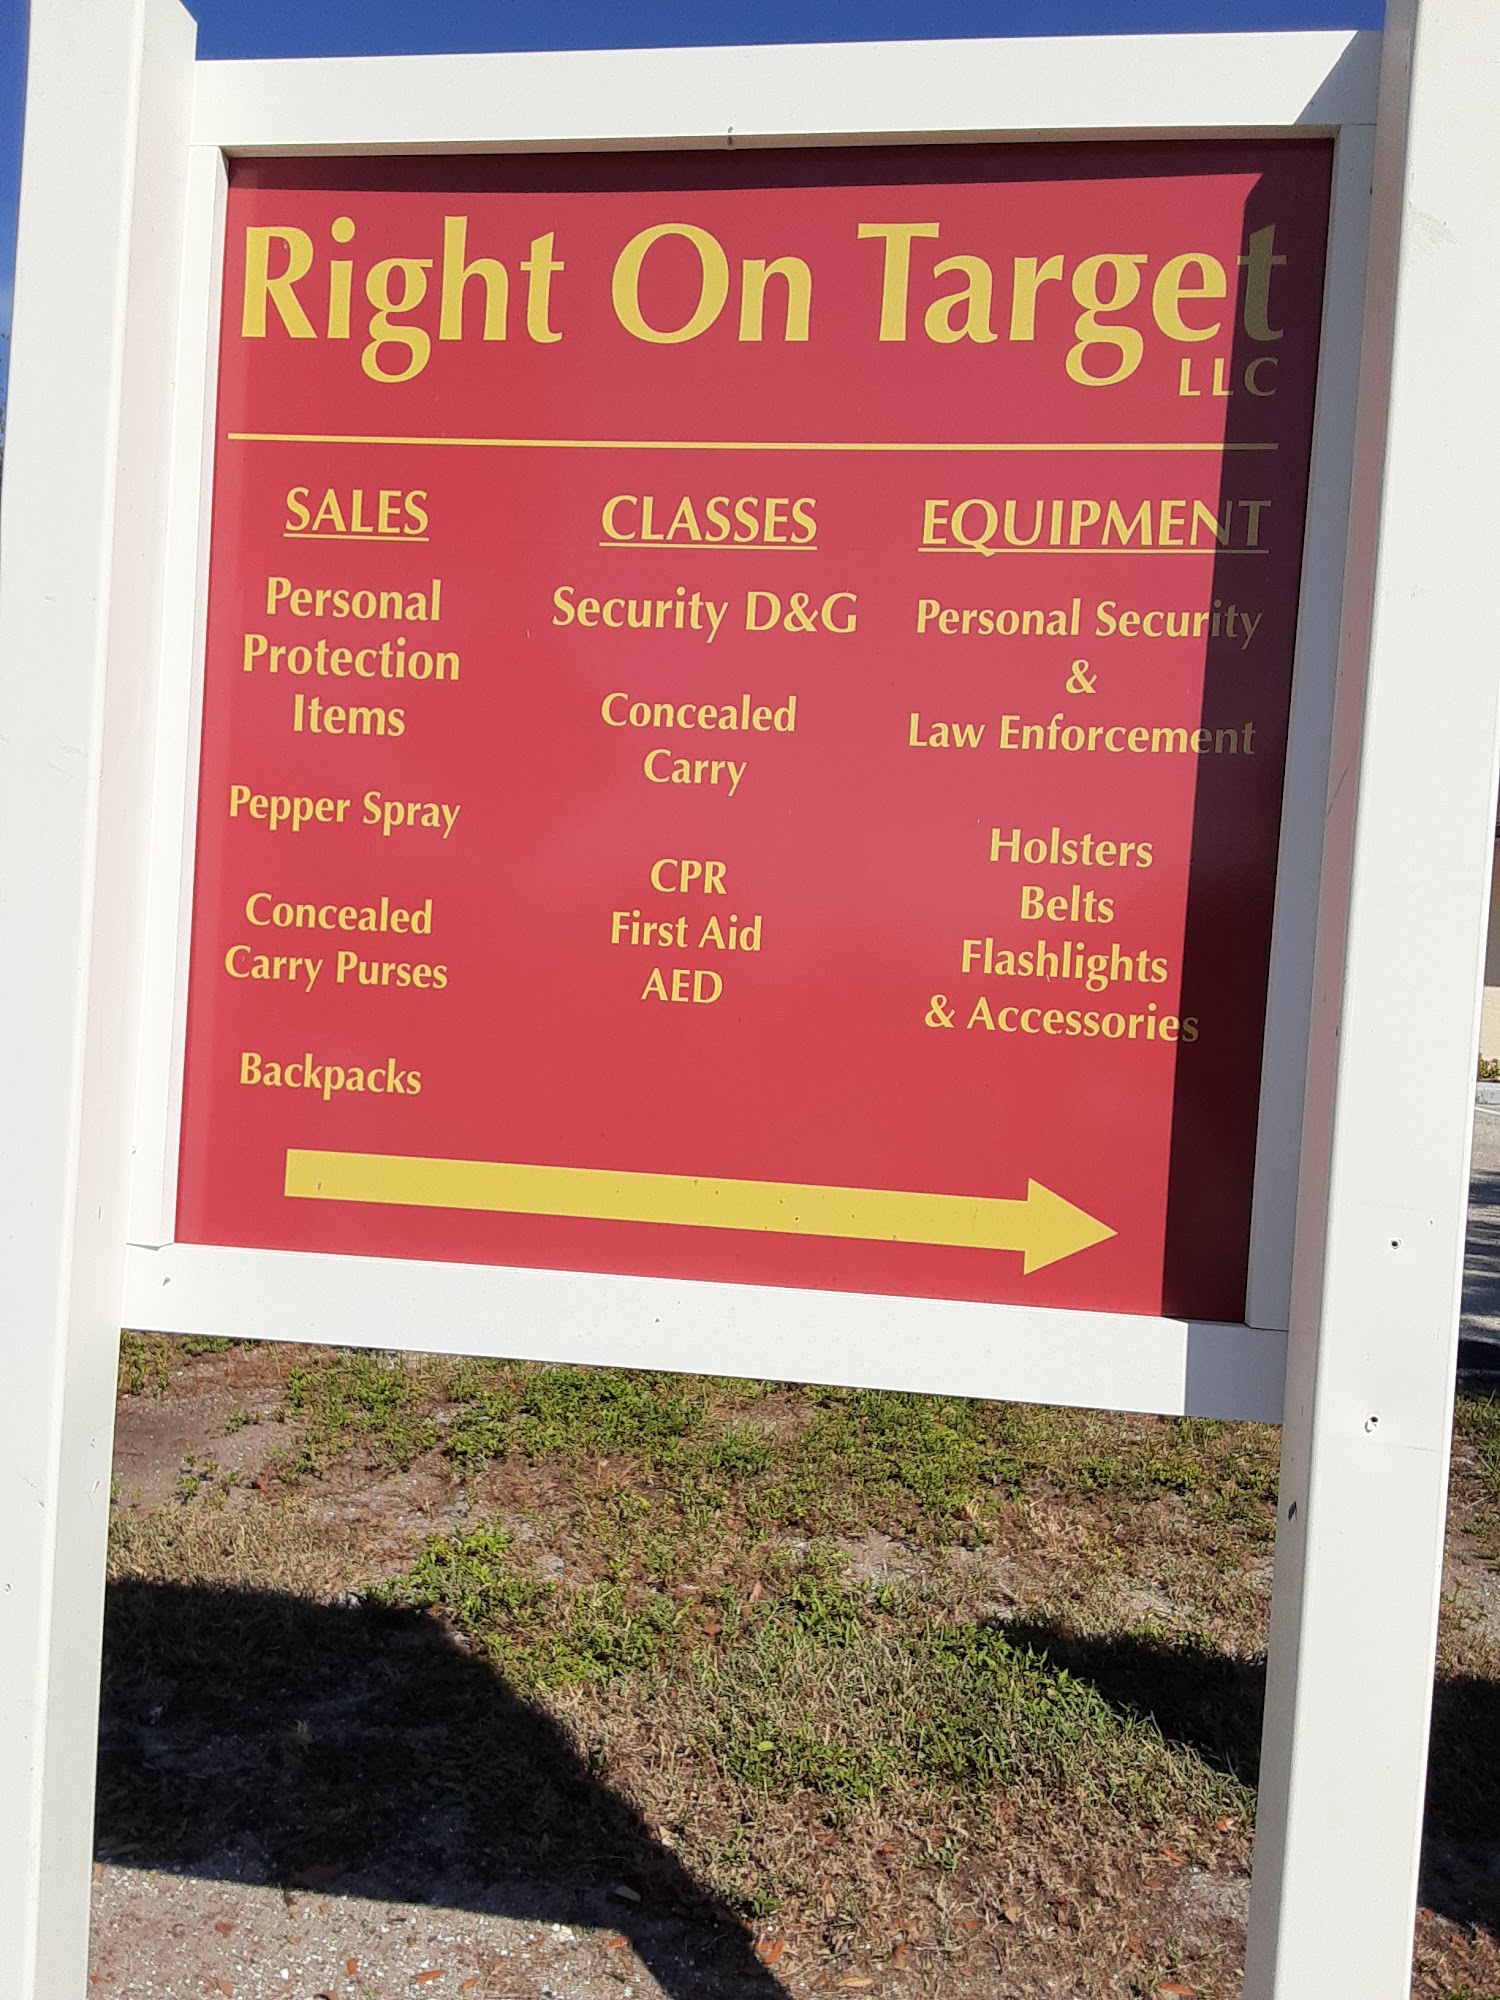 Right On Target
LLC
SALES
Personal
Protection
Items
Pepper Spray
Concealed
Carry Purses
Backpacks
CLASSES
Security D&G
Concealed
Carry
CPR
First Aid
AED
EQUIPMENT
Personal Security
&
Law Enforcement
Holsters
Belts
Flashlights
& Accessories